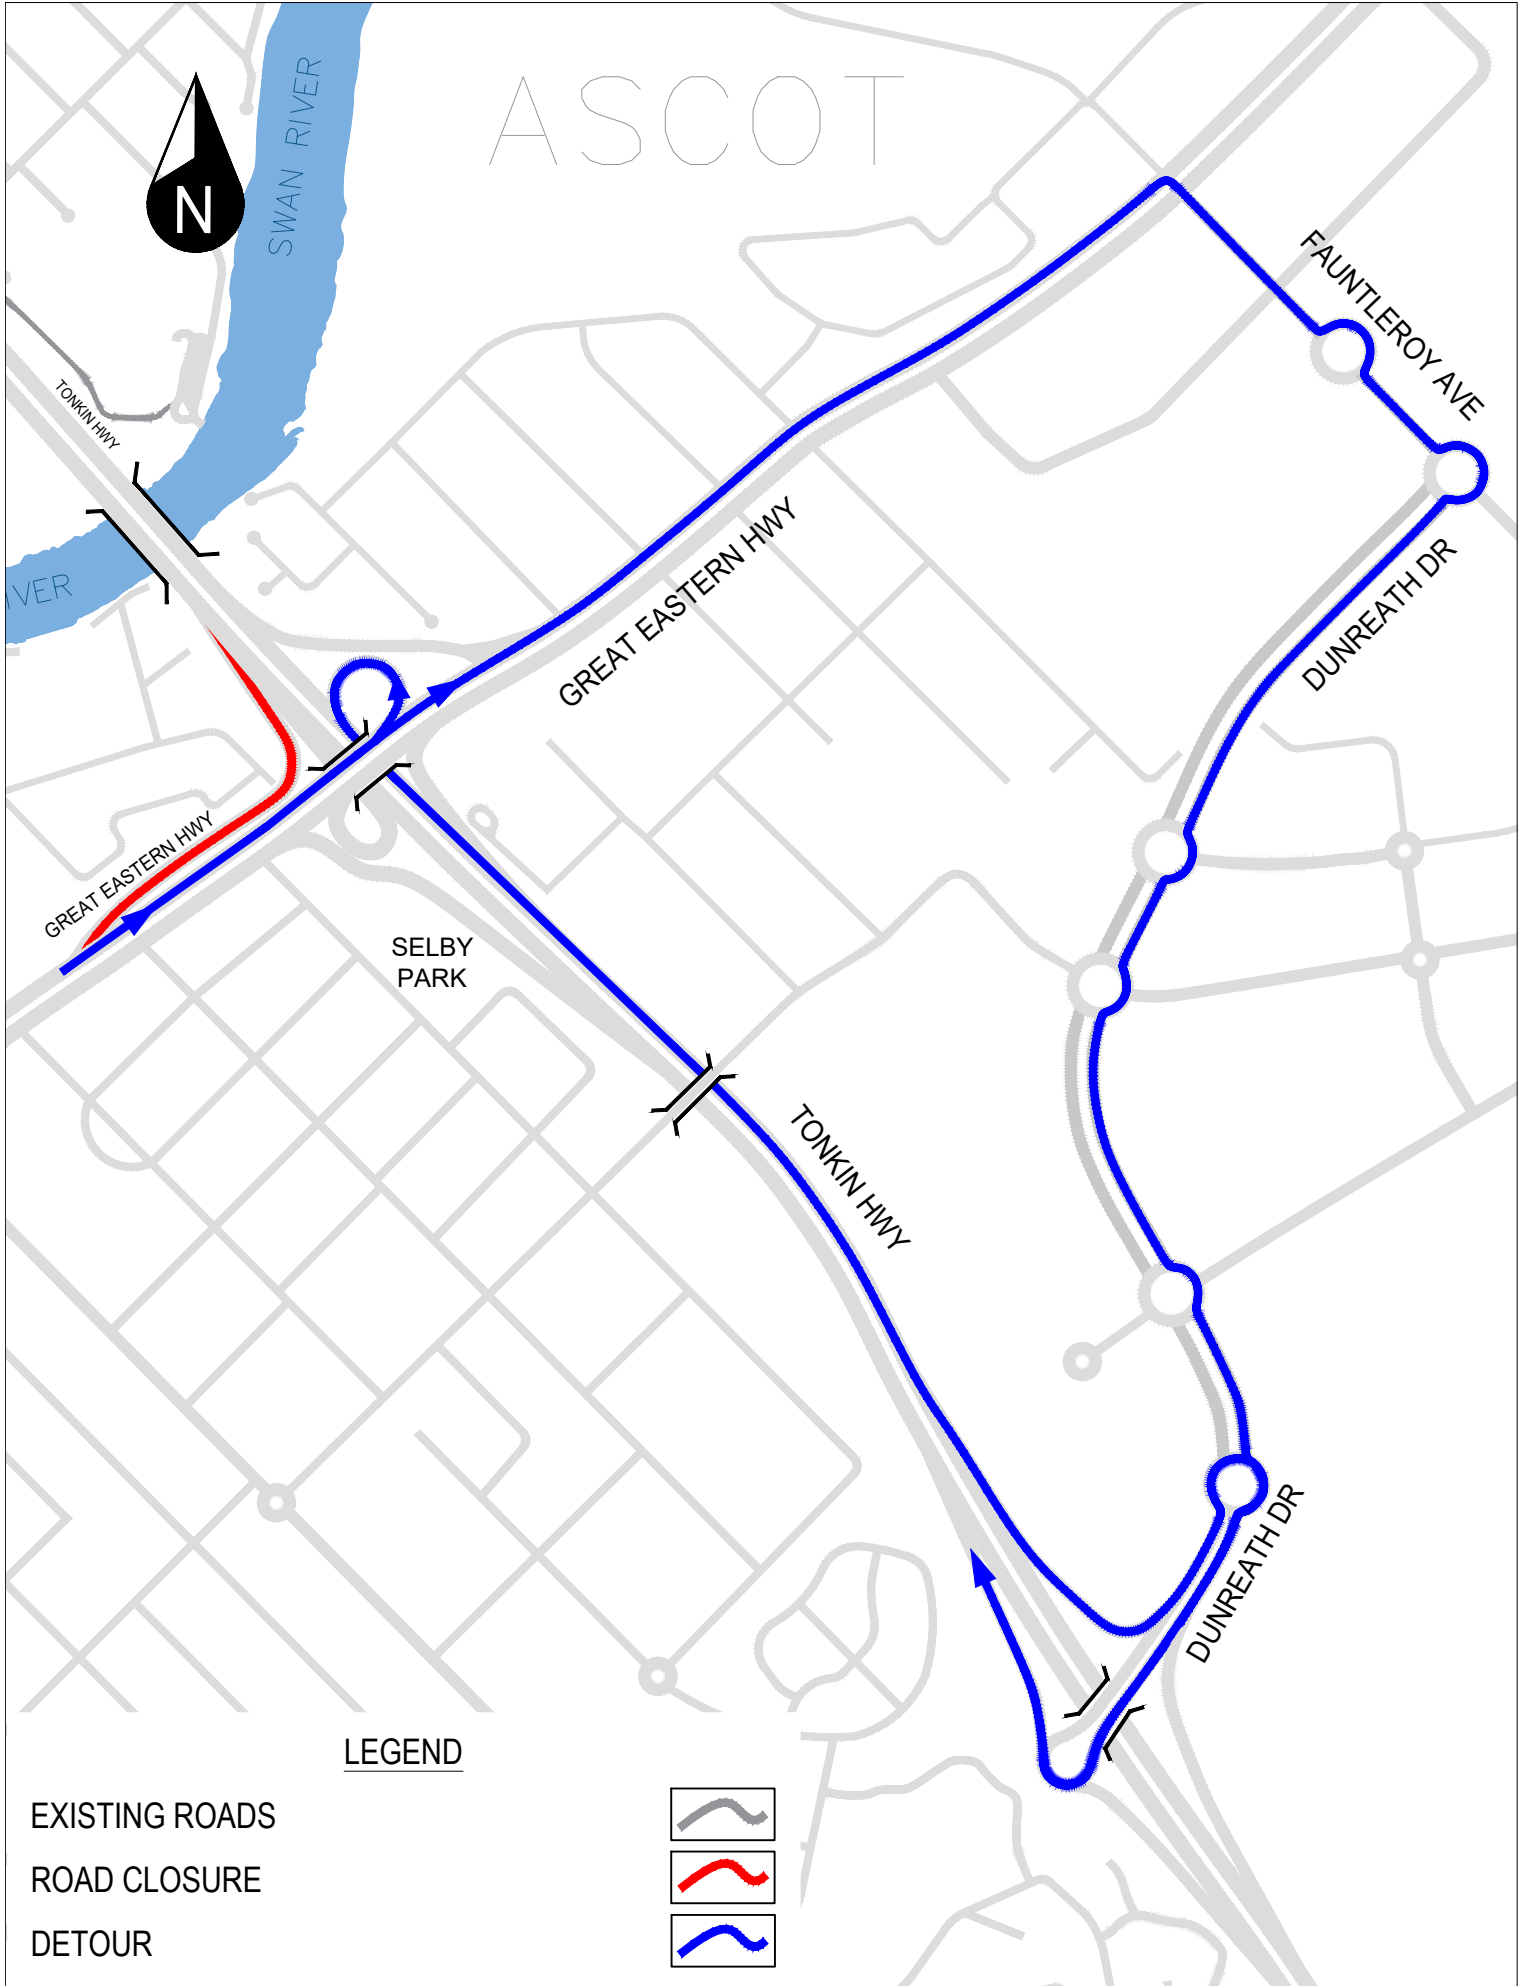 ASCOT
SWAN RIVER
N
FAUNTLEROY AVE
TONKIN HWY
IVER
GREAT EASTERN HWY
DUNREATH DR
GREAT EASTERN HWY
SELBY
PARK
TONKIN HWY
DUNREATH DR
LEGEND
EXISTING ROADS
ROAD CLOSURE
DETOUR